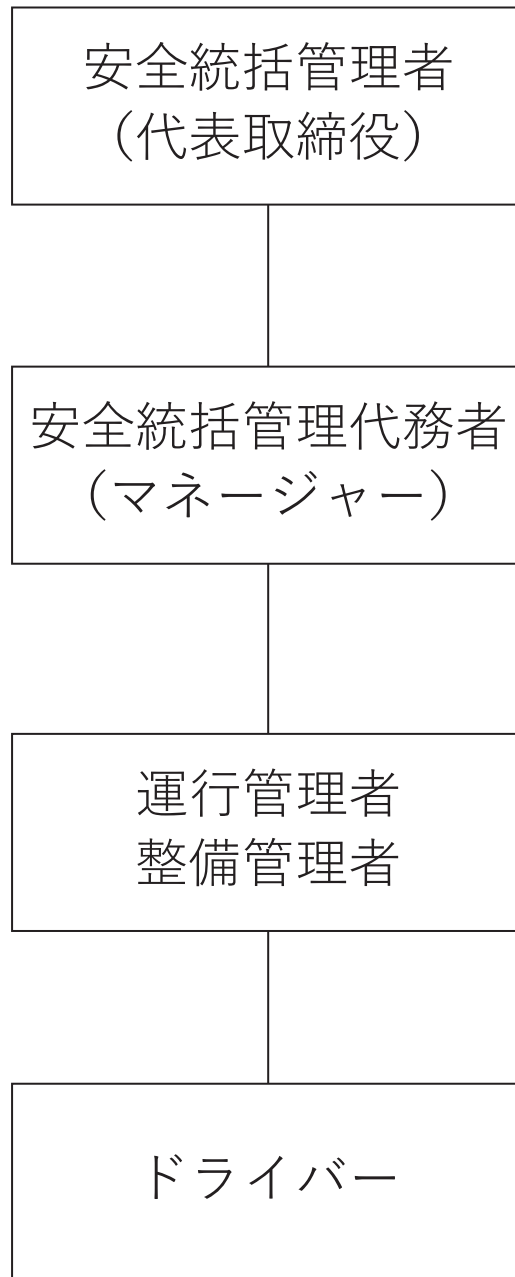 安全統括管理者
（代表取締役）
安全統括管理代務者
（マネージャー）
運行管理者
整備管理者
ドライバー